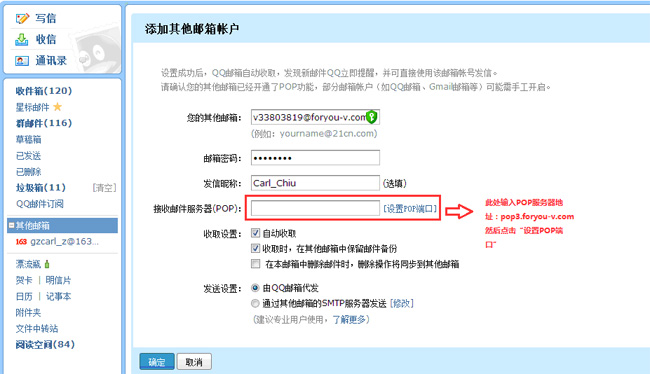 写信
收信
通讯录
收件箱(120)
星标邮件
群邮件(116)
草稿箱
已发送
已删除
垃圾箱(11) [清空]
QQ邮件订阅
其他邮箱
163 gzcarl_z@163...
漂流瓶
贺卡 | 明信片
日历 | 记事本
附件夹
文件中转站
阅读空间(84)
添加其他邮箱帐户
设置成功后，QQ邮箱自动收取，发现新邮件QQ立即提醒，并可直接使用该邮箱帐号发信。
请确认您的其他邮箱已经开通了POP功能，部分邮箱帐户（如QQ邮箱、Gmail邮箱等）可能需手工开启。
您的其他邮箱： v33803819@foryou-v.com
(例如：yourname@21cn.com)
邮箱密码： ••••••••
发信昵称： Carl_Chiu (选填)
接收邮件服务器(POP)： [设置POP端口]
此处输入POP服务器地
址：pop3.foryou-v.com
然后点击“设置POP端
口”
收取设置： 自动收取
收取时，在其他邮箱中保留邮件备份
在本邮箱中删除邮件时，删除操作将同步到其他邮箱
发送设置： 由QQ邮箱代发
通过其他邮箱的SMTP服务器发送 [修改]
(建议专业用户使用，了解更多)
确定 取消